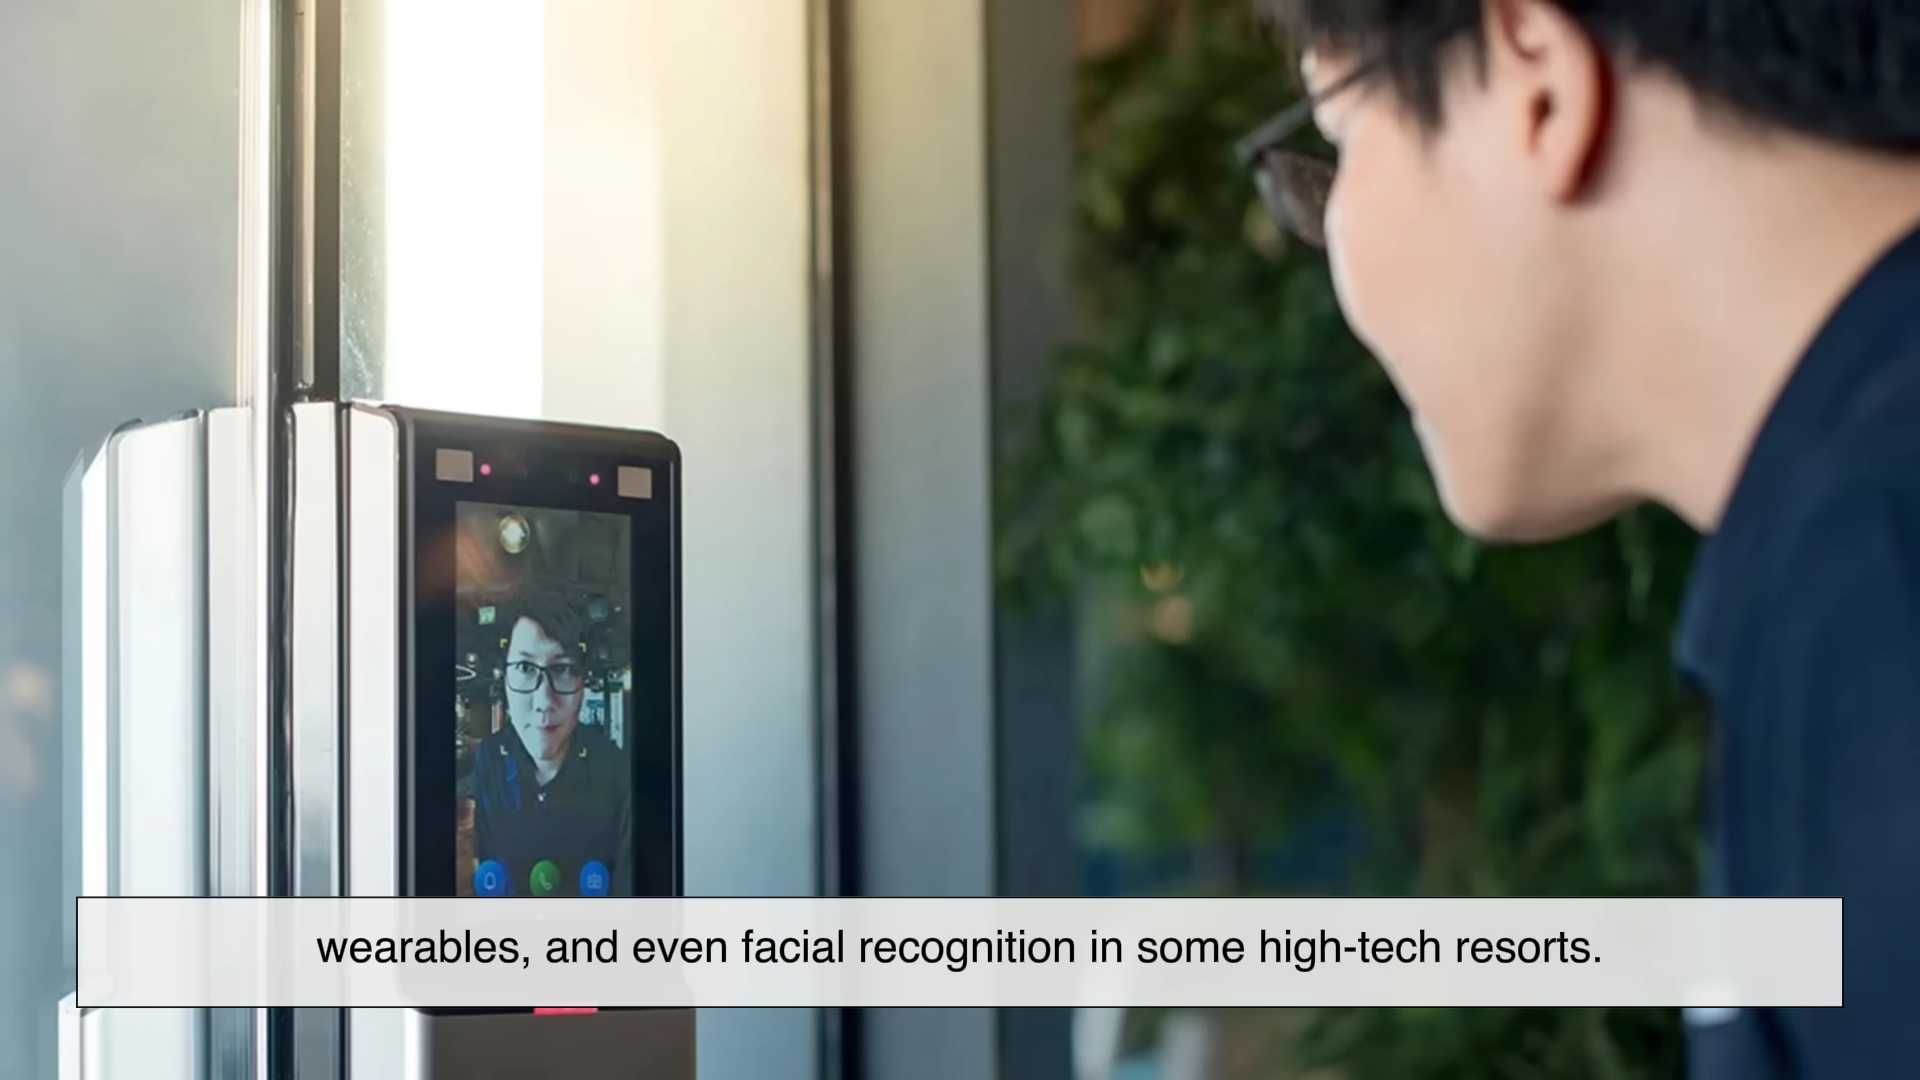 wearables, and even facial recognition in some high-tech resorts.